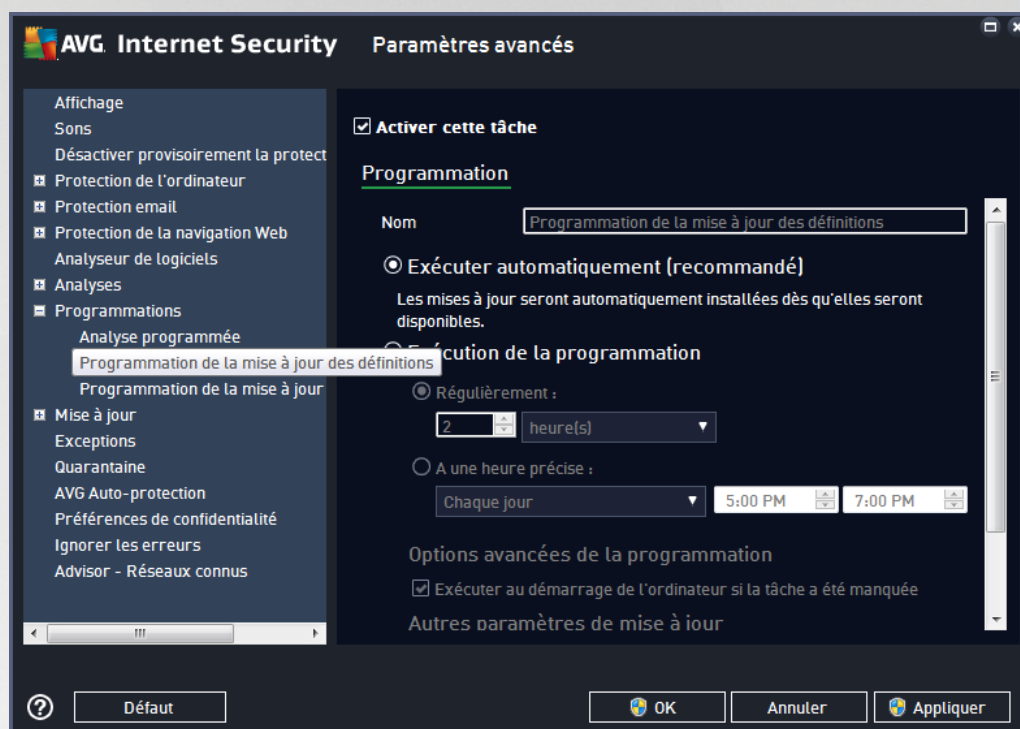 AVG. Internet Security
Paramètres avancés
Affichage
Sons
Désactiver provisoirement la protect
Protection de l'ordinateur
Protection email
Protection de la navigation Web
Analyseur de logiciels
Analyses
Programmations
Analyse programmée
Programmation de la mise à jour des définitions
Programmation de la mise à jour
Mise à jour
Exceptions
Quarantaine
AVG Auto-protection
Préférences de confidentialité
Ignorer les erreurs
Advisor - Réseaux connus
Activer cette tâche
Programmation
Nom
Programmation de la mise à jour des définitions
Exécuter automatiquement (recommandé)
Les mises à jour seront automatiquement installées dès qu'elles seront
disponibles.
cution de la programmation
Régulièrement :
2 heure(s)
A une heure précise :
Chaque jour 5:00 PM 7:00 PM
Options avancées de la programmation
Exécuter au démarrage de l'ordinateur si la tâche a été manquée
Autres paramètres de mise à jour
? Défaut OK Annuler Appliquer